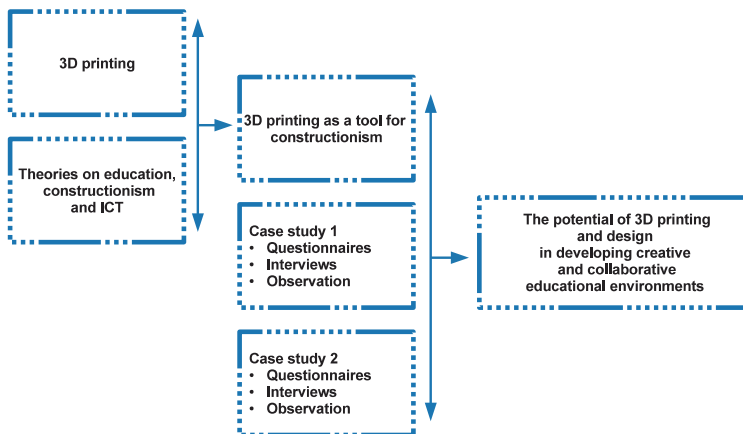 3D printing
Theories on education,
constructionism
and ICT
3D printing as a tool for
constructionism
Case study 1
• Questionnaires
• Interviews
• Observation
Case study 2
• Questionnaires
• Interviews
• Observation
The potential of 3D printing
and design
in developing creative
and collaborative
educational environments